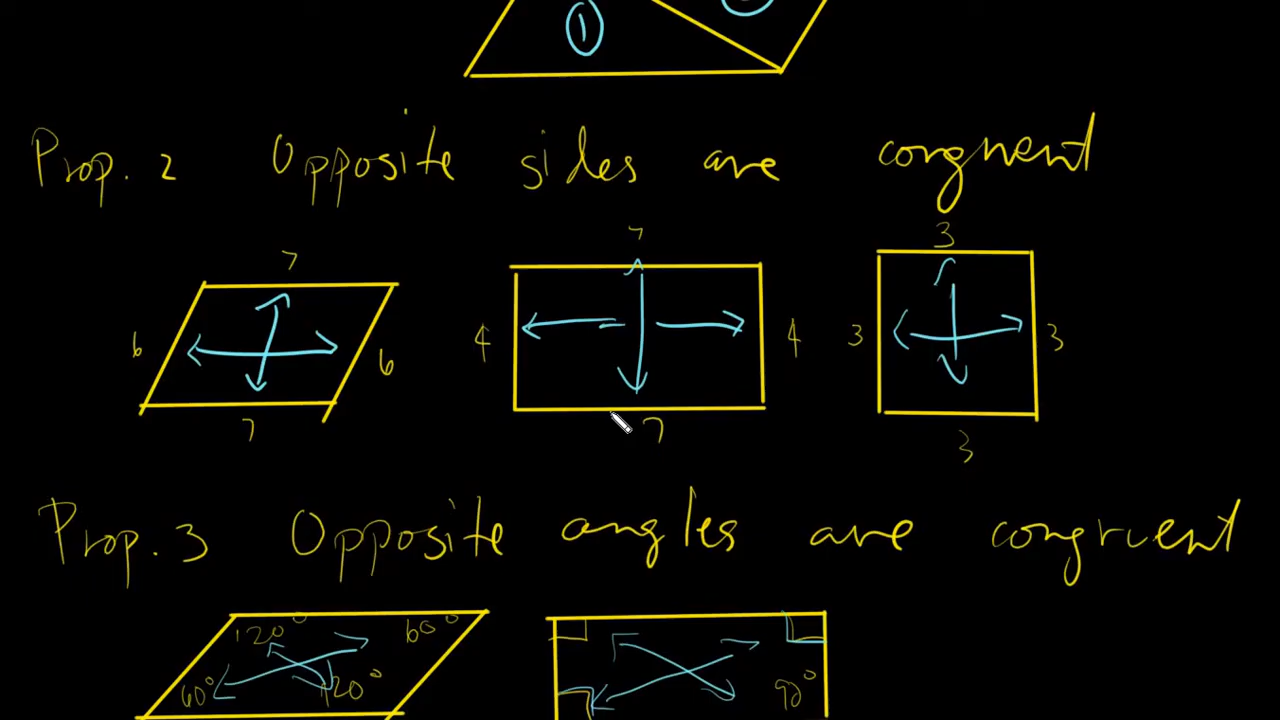 ①
Prop. 2 Opposite sides are congruent
7 7 3
6 6 4 4 3 3
7 7 3
Prop. 3 Opposite angles are congruent
120° 60°
60° 120° 90°